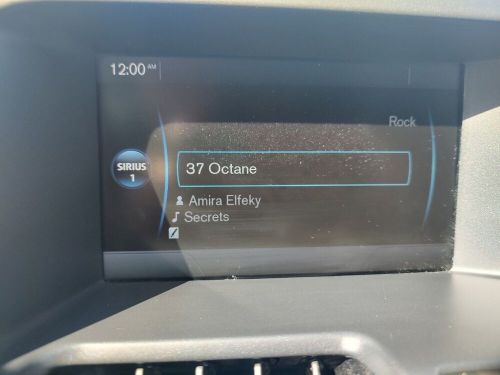 12:00 AM
Rock
SIRIUS
1
37 Octane
Amira Elfeky
Secrets